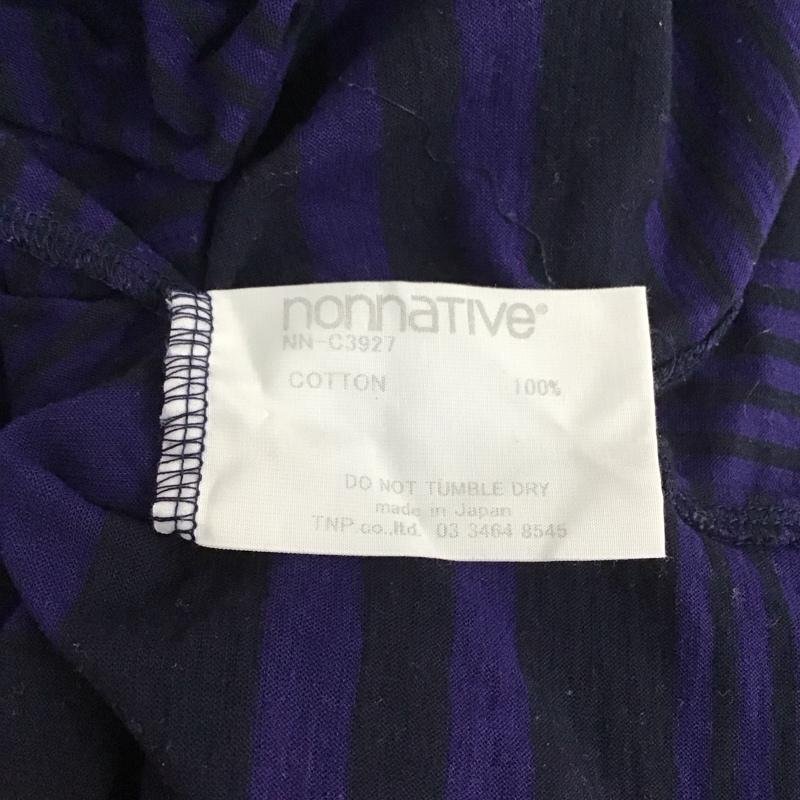 nonnative®
NN-C3927
COTTON 100%
DO NOT TUMBLE DRY
made in Japan
TNP.co.,ltd. 03 3464 8545